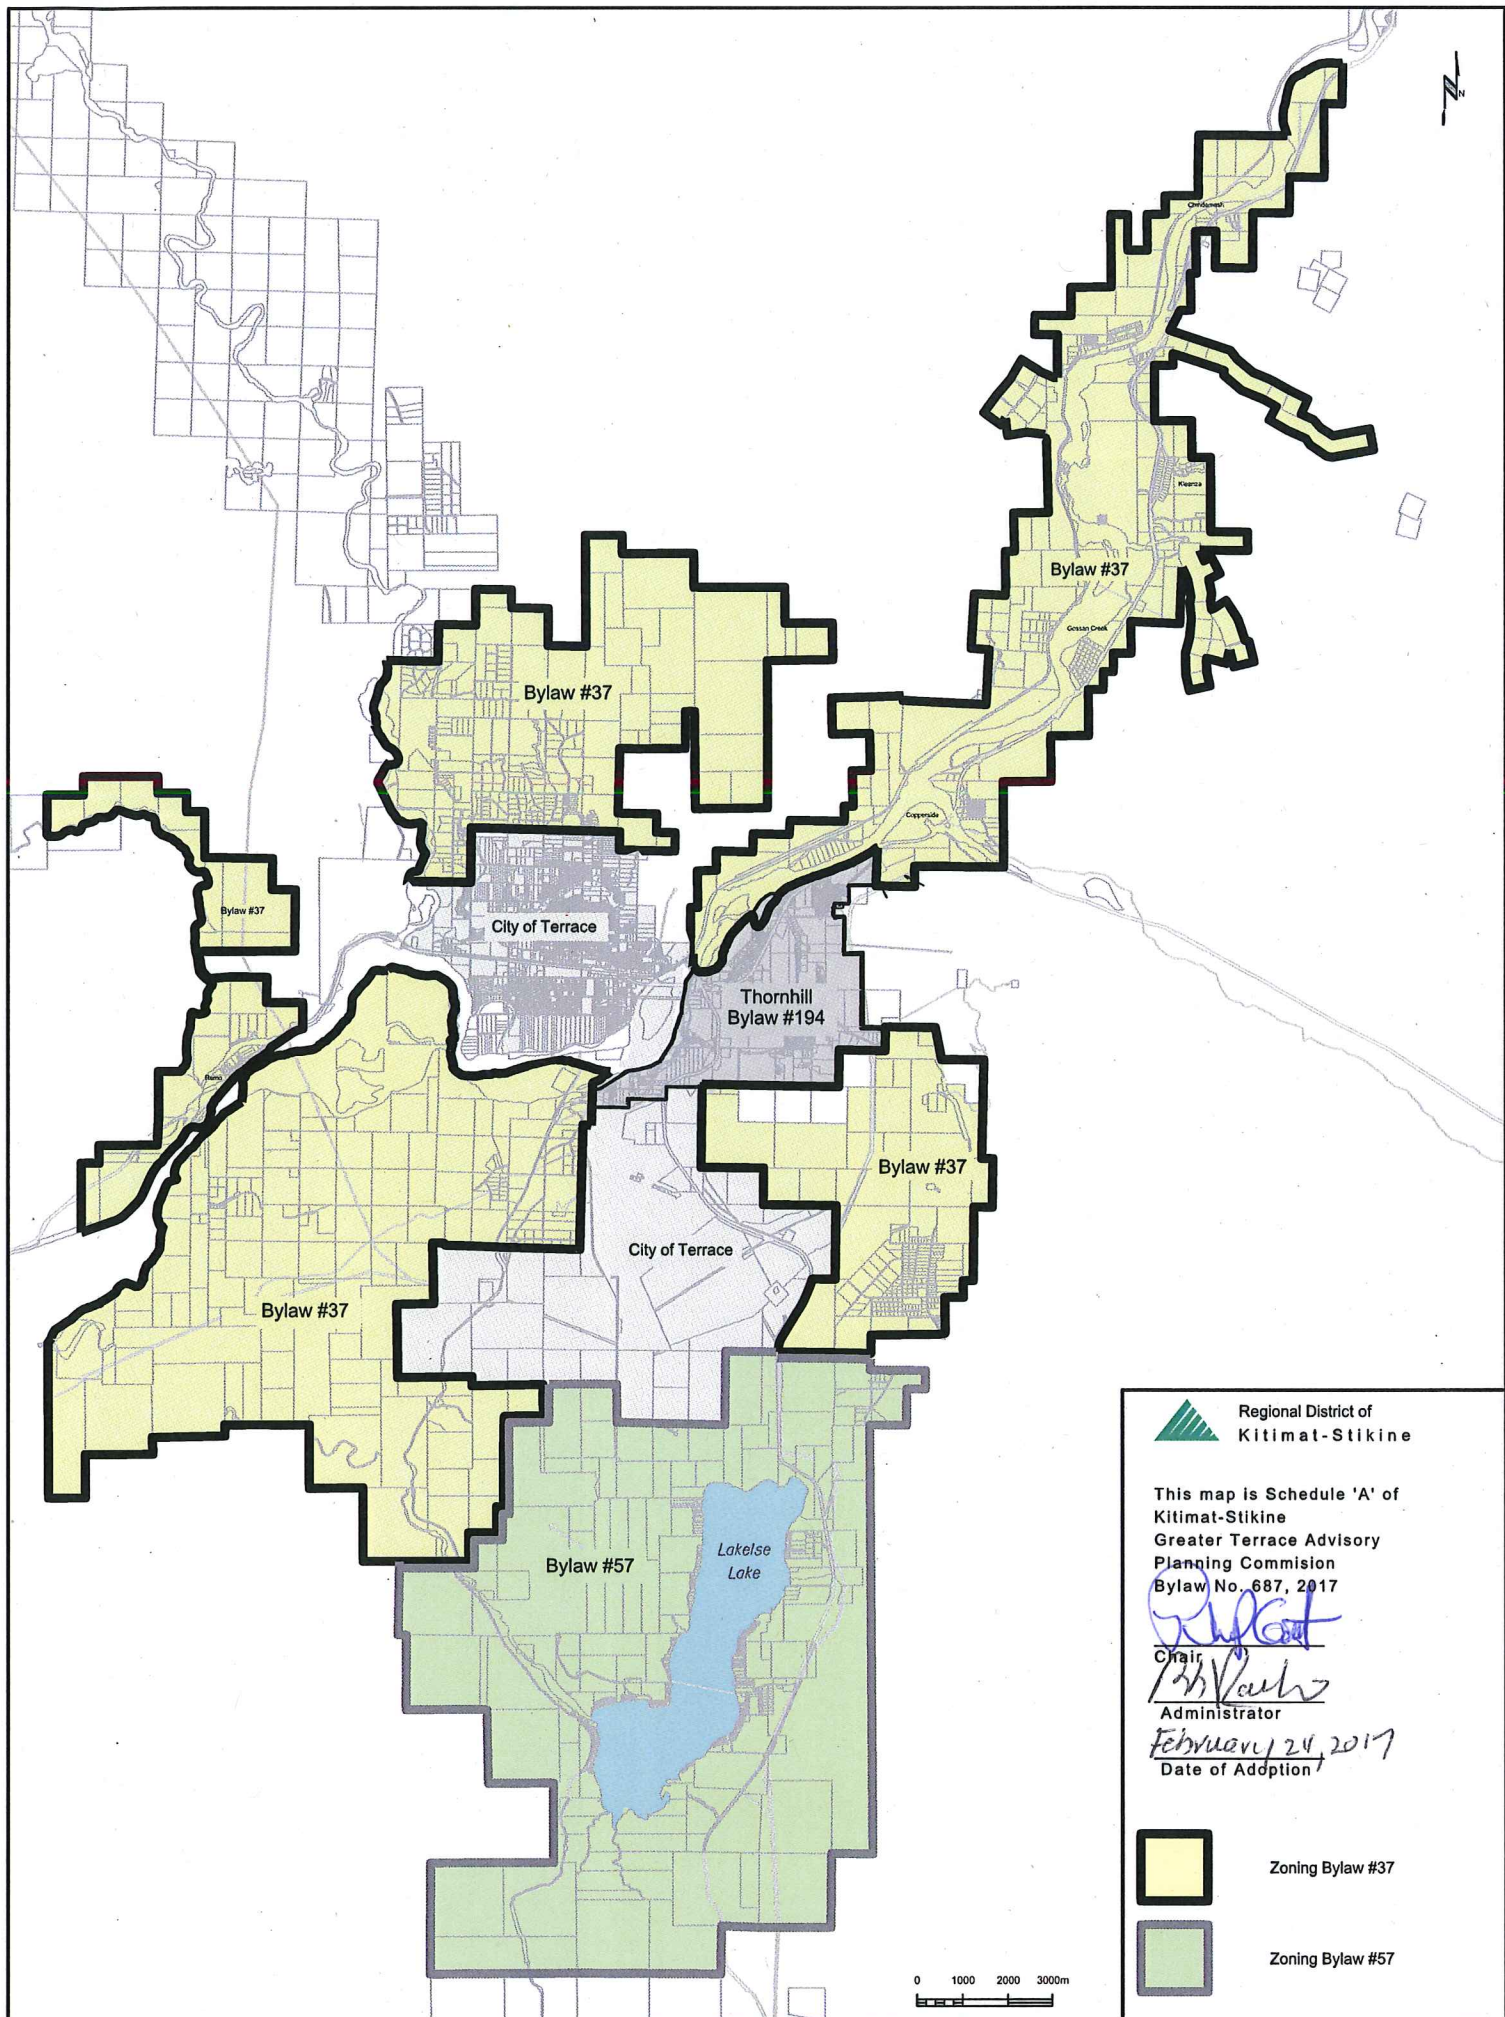 N
Chindemash
Kleanza
Bylaw #37
Gossan Creek
Bylaw #37
Copperside
Bylaw #37
City of Terrace
Thornhill
Bylaw #194
Remo
Bylaw #37
City of Terrace
Bylaw #37
Bylaw #57
Lakelse
Lake
Regional District of
Kitimat-Stikine
This map is Schedule 'A' of
Kitimat-Stikine
Greater Terrace Advisory
Planning Commision
Bylaw No. 687, 2017
Chair
Administrator
February 24, 2017
Date of Adoption
Zoning Bylaw #37
Zoning Bylaw #57
0 1000 2000 3000m